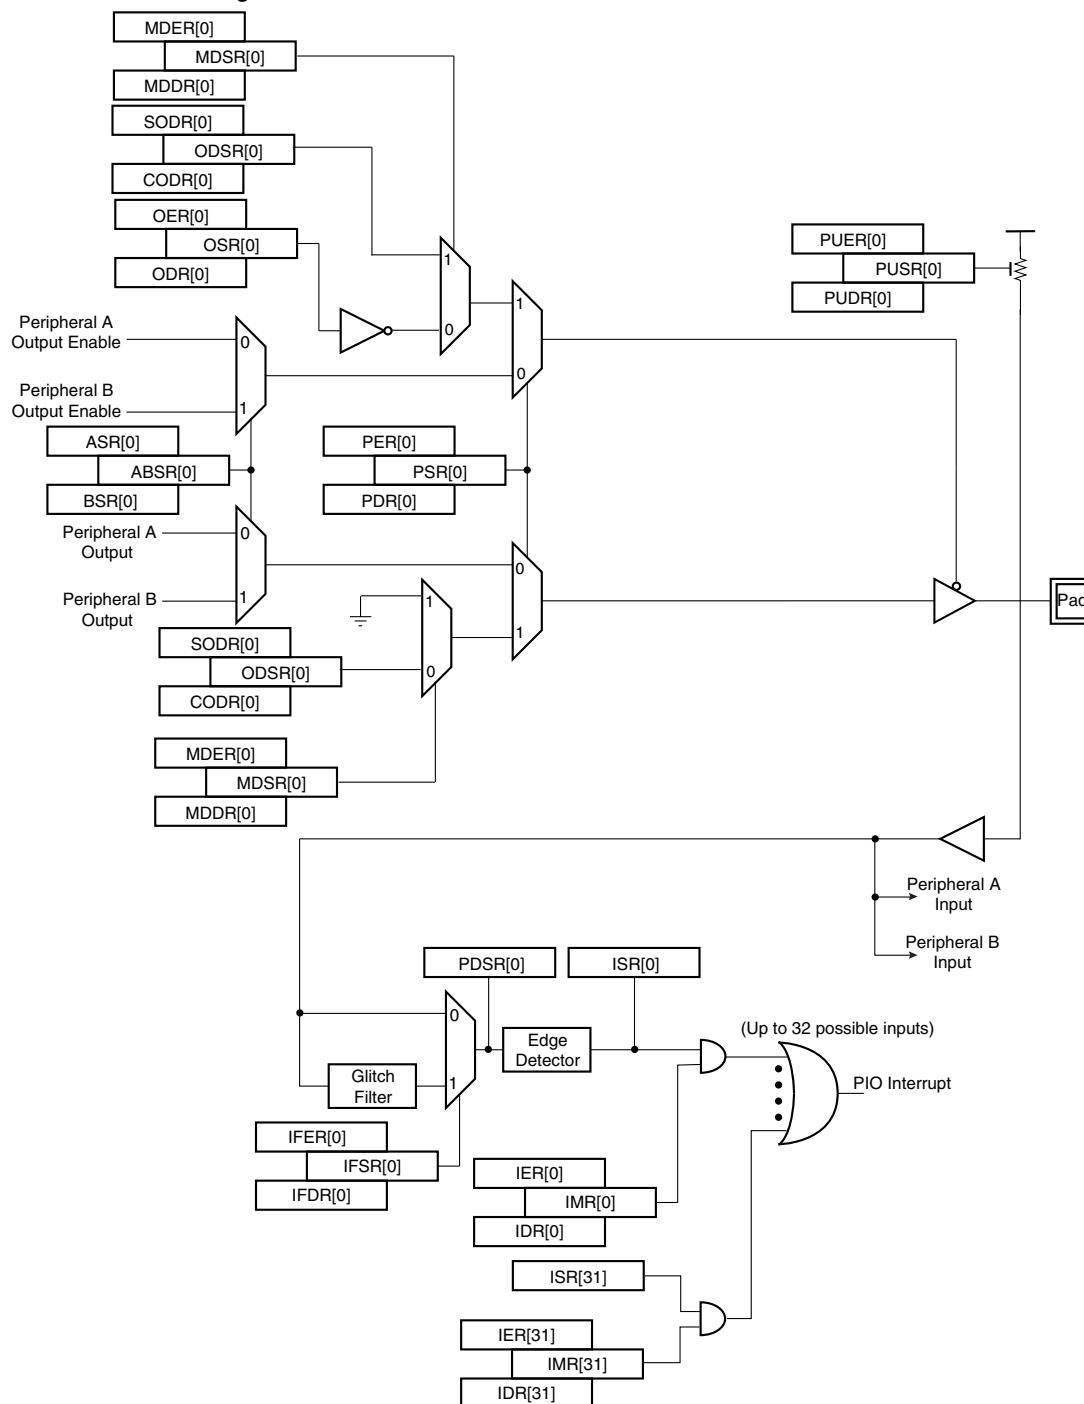 MDER[0]
MDSR[0]
MDDR[0]
SODR[0]
ODSR[0]
CODR[0]
OER[0]
OSR[0]
ODR[0]
1
0
1
0
PUER[0]
PUSR[0]
PUDR[0]
Peripheral A
Output Enable
0
Peripheral B
Output Enable
1
ASR[0]
ABSR[0]
BSR[0]
PER[0]
PSR[0]
PDR[0]
Peripheral A
Output
0
Peripheral B
Output
1
0
1
1
0
SODR[0]
ODSR[0]
CODR[0]
MDER[0]
MDSR[0]
MDDR[0]
Peripheral A
Input
Peripheral B
Input
PDSR[0]
ISR[0]
0
1
Edge
Detector
Glitch
Filter
(Up to 32 possible inputs)
PIO Interrupt
IFER[0]
IFSR[0]
IFDR[0]
IER[0]
IMR[0]
IDR[0]
ISR[31]
IER[31]
IMR[31]
IDR[31]